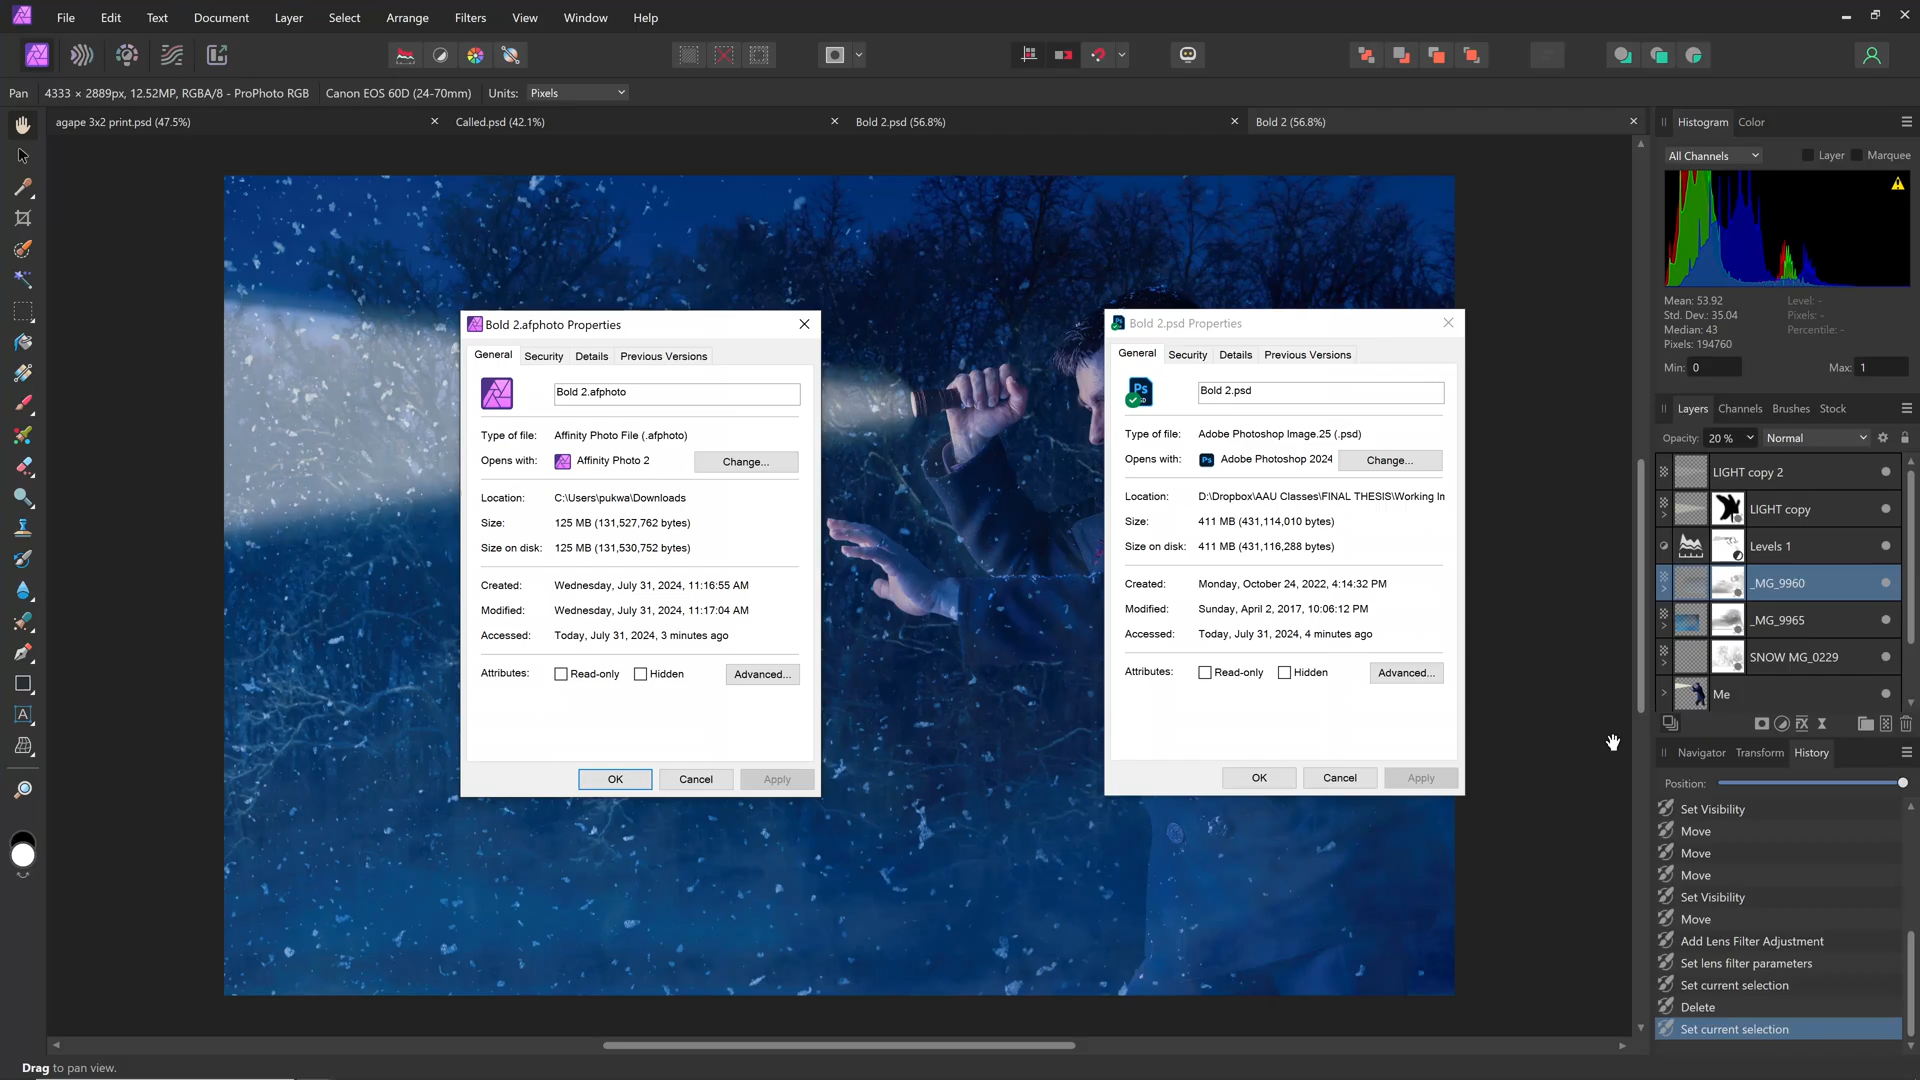 File Edit Text Document Layer Select Arrange Filters View Window Help
Pan 4333 × 2889px, 12.52MP, RGBA/8 - ProPhoto RGB Canon EOS 60D (24-70mm) Units: Pixels
agape 3x2 print.psd (47.5%) Called.psd (42.1%) Bold 2.psd (56.8%) Bold 2 (56.8%)
Bold 2.afphoto Properties
General Security Details Previous Versions
Bold 2.afphoto
Type of file: Affinity Photo File (.afphoto)
Opens with: Affinity Photo 2 Change...
Location: C:\Users\pukwa\Downloads
Size: 125 MB (131,527,762 bytes)
Size on disk: 125 MB (131,530,752 bytes)
Created: Wednesday, July 31, 2024, 11:16:55 AM
Modified: Wednesday, July 31, 2024, 11:17:04 AM
Accessed: Today, July 31, 2024, 3 minutes ago
Attributes: Read-only Hidden Advanced...
OK Cancel Apply
Bold 2.psd Properties
General Security Details Previous Versions
Ps
Bold 2.psd
Type of file: Adobe Photoshop Image.25 (.psd)
Opens with: Ps Adobe Photoshop 2024 Change...
Location: D:\Dropbox\AAU Classes\FINAL THESIS\Working In
Size: 411 MB (431,114,010 bytes)
Size on disk: 411 MB (431,116,288 bytes)
Created: Monday, October 24, 2022, 4:14:32 PM
Modified: Sunday, April 2, 2017, 10:06:12 PM
Accessed: Today, July 31, 2024, 4 minutes ago
Attributes: Read-only Hidden Advanced...
OK Cancel Apply
Histogram Color
All Channels Layer Marquee
Mean: 53.92 Level: -
Std. Dev.: 35.04 Pixels: -
Median: 43 Percentile: -
Pixels: 194760
Min: 0 Max: 1
Layers Channels Brushes Stock
Opacity: 20 % Normal
LIGHT copy 2
LIGHT copy
Levels 1
_MG_9960
_MG_9965
SNOW MG_0229
Me
Navigator Transform History
Position:
Set Visibility
Move
Move
Move
Set Visibility
Move
Add Lens Filter Adjustment
Set lens filter parameters
Set current selection
Delete
Set current selection
Drag to pan view.